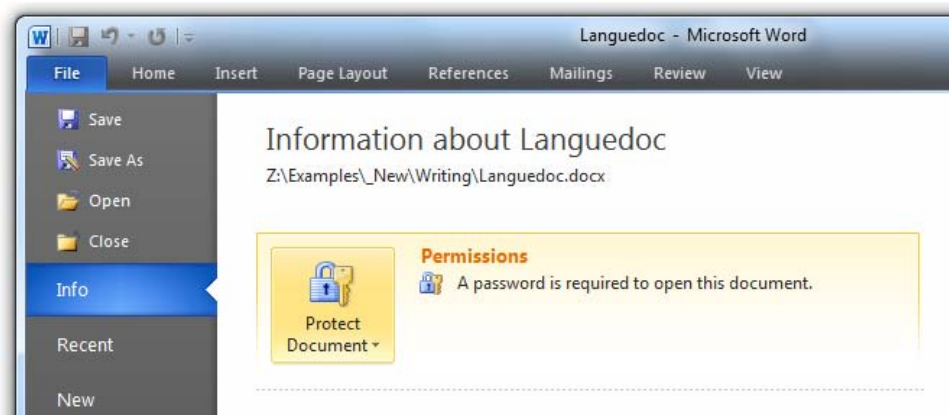 Languedoc - Microsoft Word
File Home Insert Page Layout References Mailings Review View
Save
Save As
Open
Close
Info
Recent
New
Information about Languedoc
Z:\Examples\_New\Writing\Languedoc.docx
Protect
Document
Permissions
A password is required to open this document.